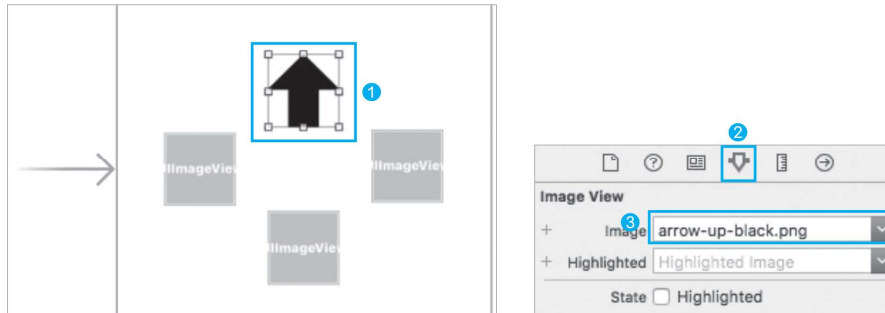 1
IImageView
IImageView
IImageView
2
Image View
3
+ Image arrow-up-black.png
+ Highlighted Highlighted Image
State Highlighted